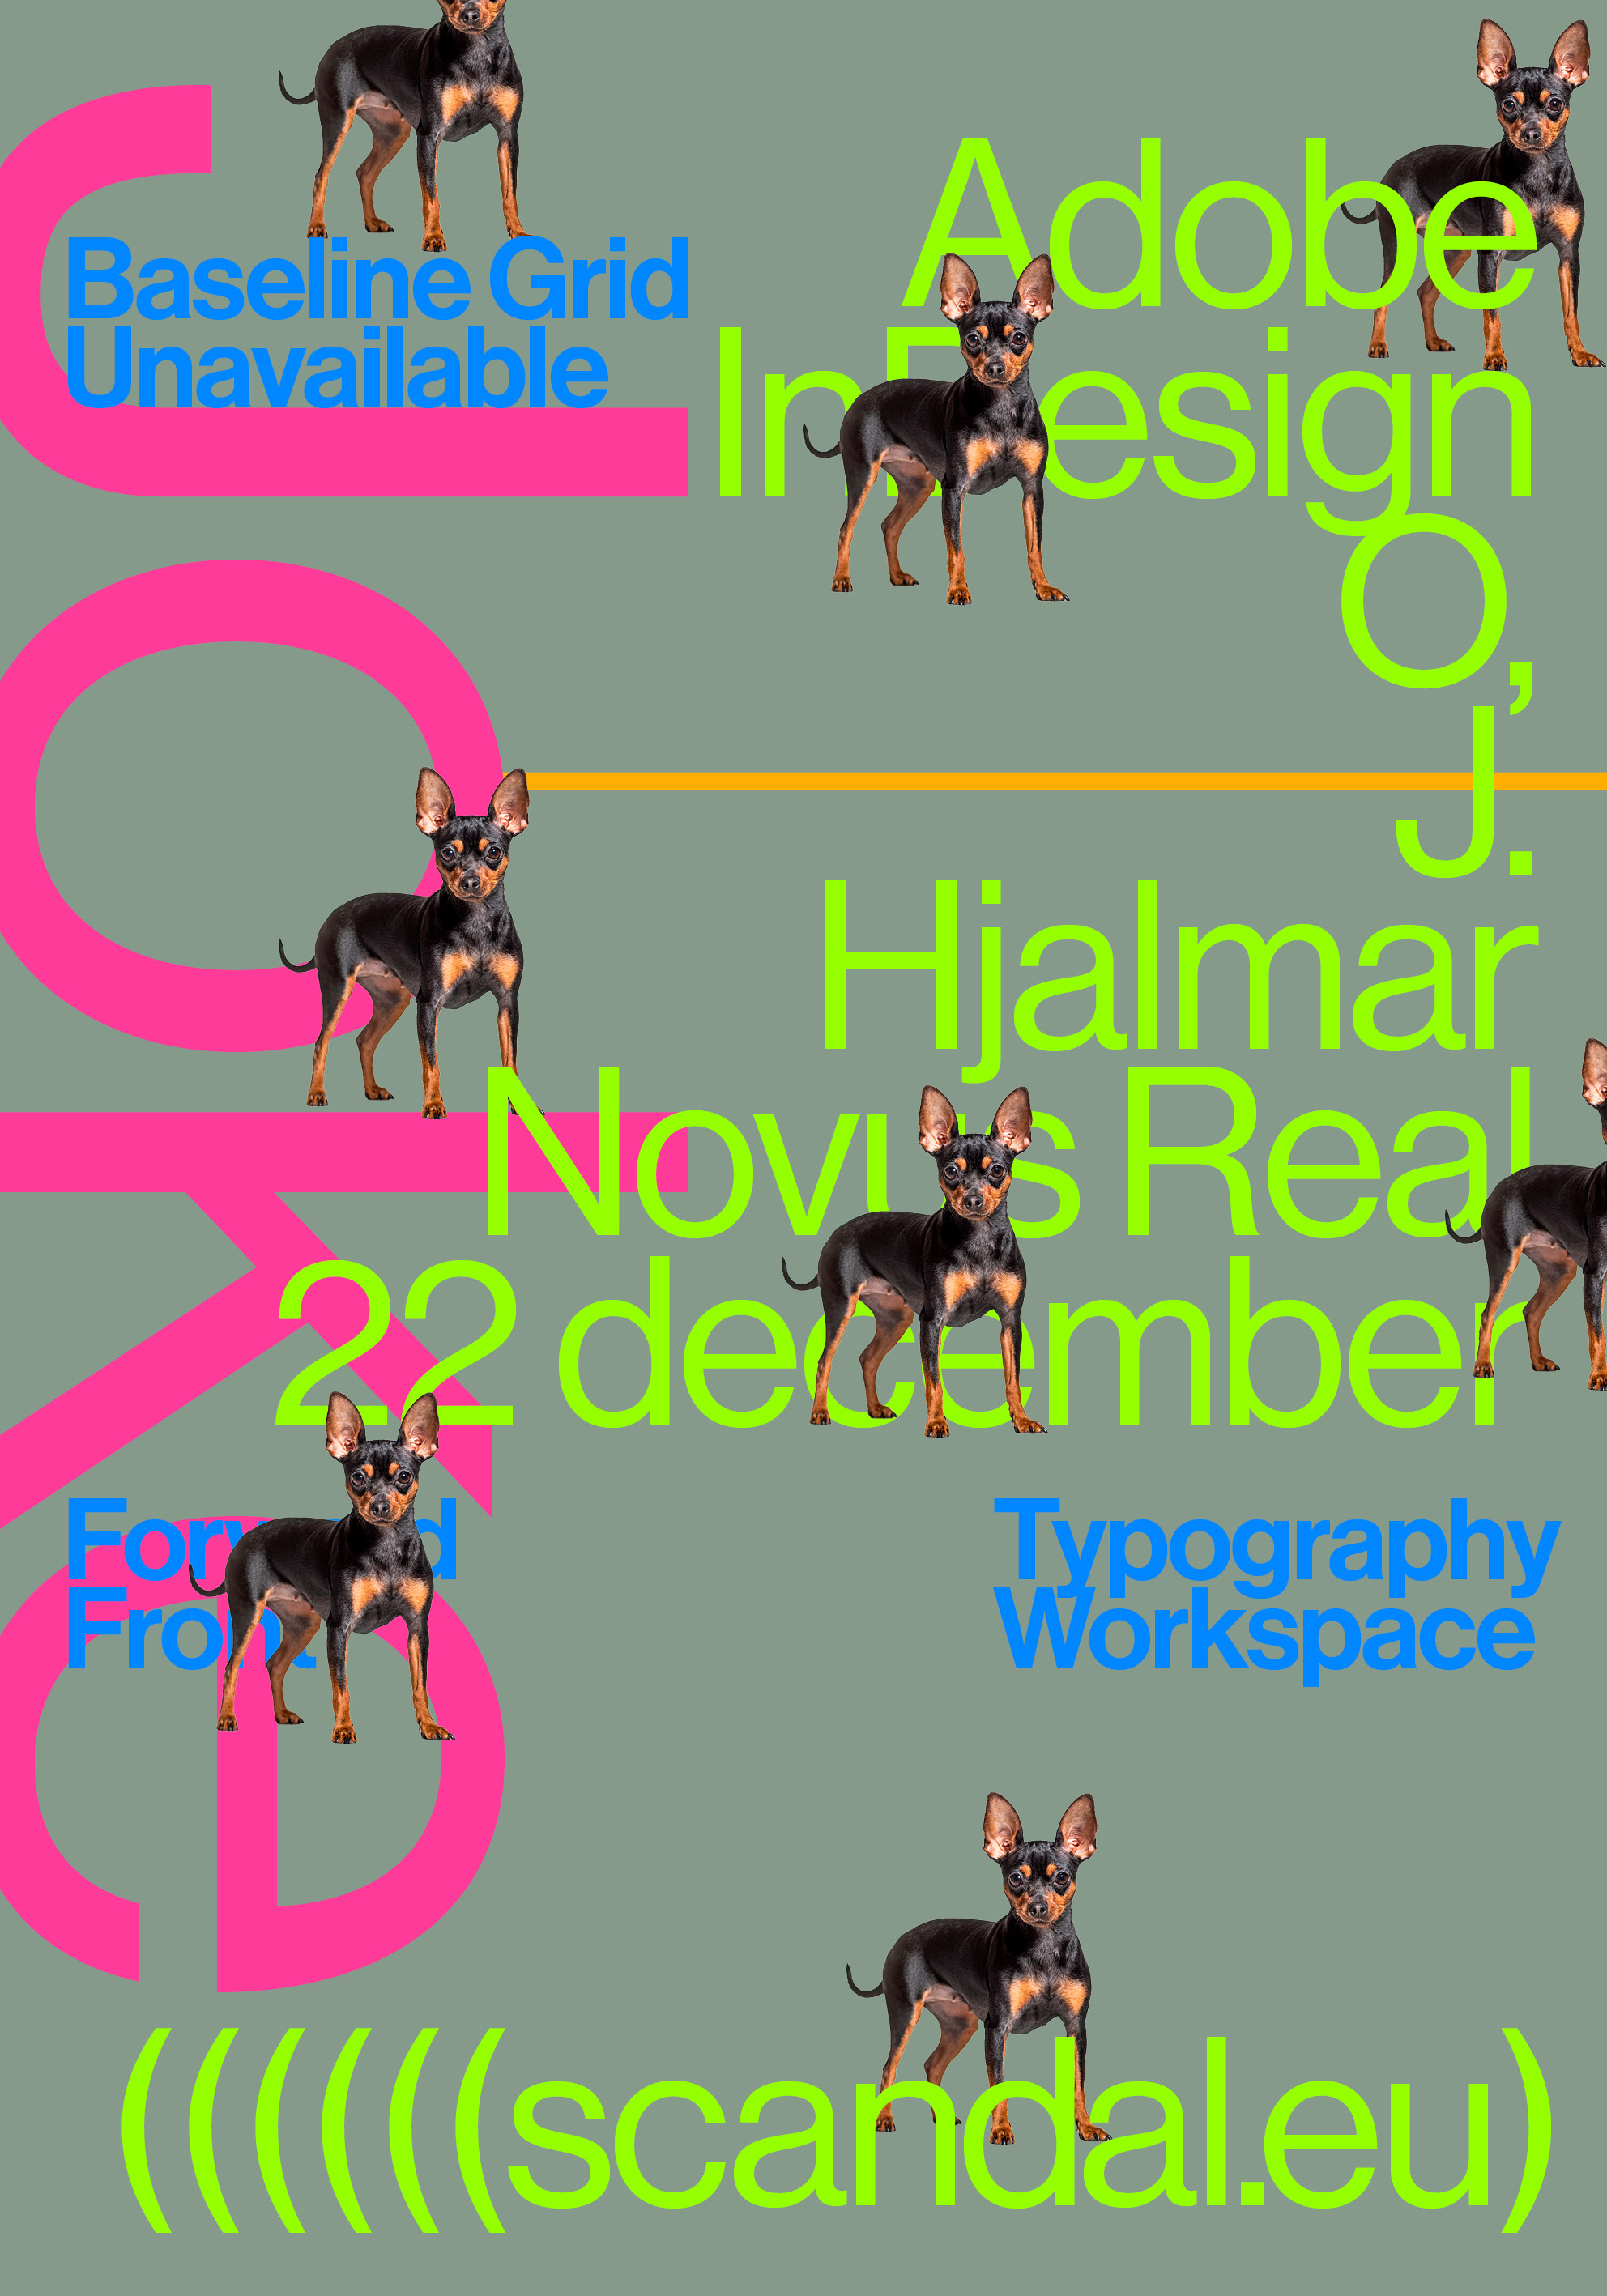 Joke
Baseline Grid
Unavailable
Adobe
InDesign
O,
J.
Hjalmar
Novus Real
22 december
Forward
Front
Typography
Workspace
((((((scandal.eu)